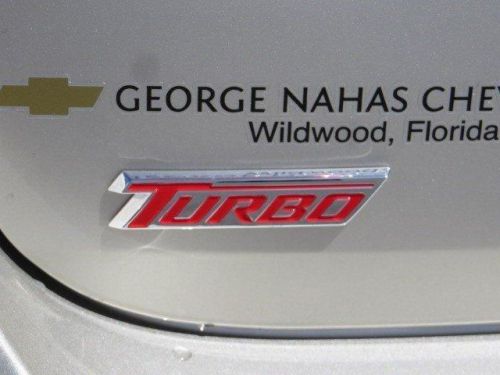 GEORGE NAHAS CHEV
Wildwood, Florida
TURBO